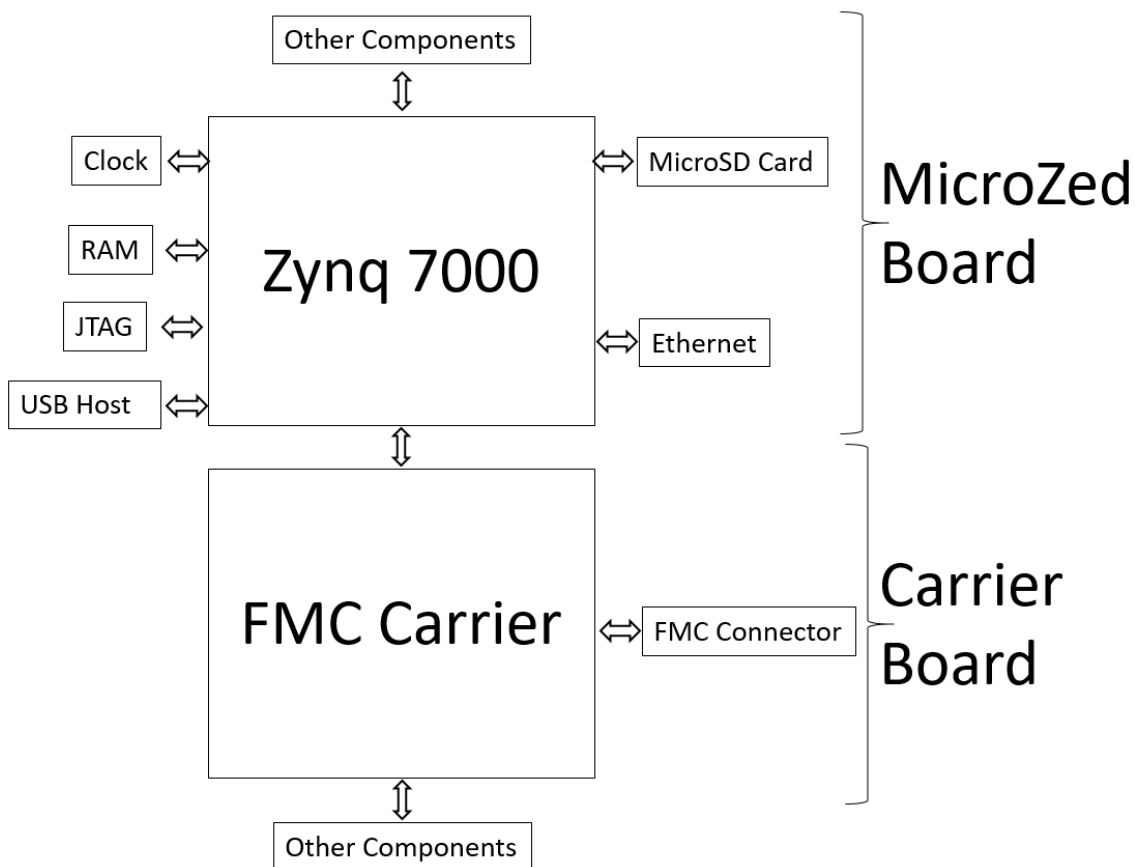 Other Components
Clock
MicroSD Card
RAM
Zynq 7000
JTAG
Ethernet
USB Host
MicroZed
Board
FMC Carrier
FMC Connector
Carrier
Board
Other Components